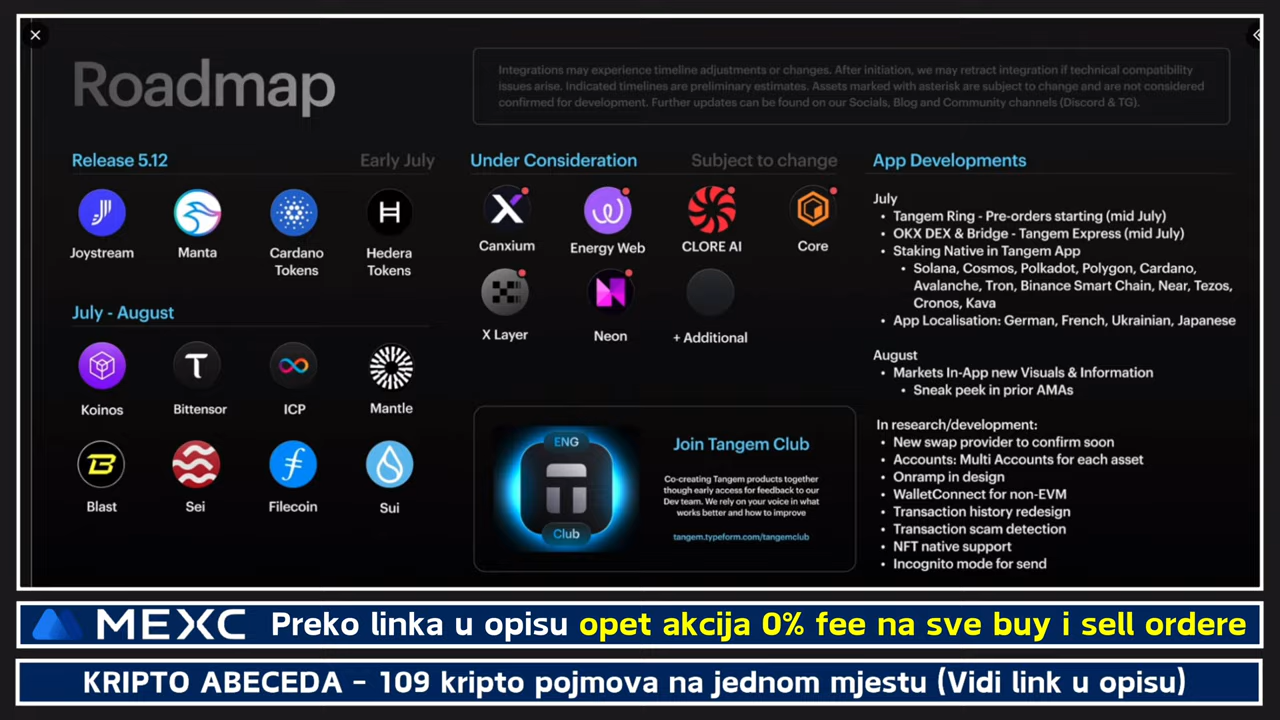 Roadmap
Integrations may experience timeline adjustments or changes. After initiation, we may retract integration if technical compatibility
issues arise. Indicated timelines are preliminary estimates. Assets marked with asterisk are subject to change and are not considered
confirmed for development. Further updates can be found on our Socials, Blog and Community channels (Discord & TG).
Release 5.12
Early July
Joystream
Manta
Cardano
Tokens
Hedera
Tokens
July - August
Koinos
Bittensor
ICP
Mantle
Blast
Sei
Filecoin
Sui
Under Consideration
Subject to change
Canxium
Energy Web
CLORE AI
Core
X Layer
Neon
+ Additional
ENG
Club
Join Tangem Club
Co-creating Tangem products together
though early access for feedback to our
Dev team. We rely on your voice in what
works better and how to improve
tangem.typeform.com/tangemclub
App Developments
July
• Tangem Ring - Pre-orders starting (mid July)
• OKX DEX & Bridge - Tangem Express (mid July)
• Staking Native in Tangem App
• Solana, Cosmos, Polkadot, Polygon, Cardano,
Avalanche, Tron, Binance Smart Chain, Near, Tezos,
Cronos, Kava
• App Localisation: German, French, Ukrainian, Japanese
August
• Markets In-App new Visuals & Information
• Sneak peek in prior AMAs
In research/development:
• New swap provider to confirm soon
• Accounts: Multi Accounts for each asset
• Onramp in design
• WalletConnect for non-EVM
• Transaction history redesign
• Transaction scam detection
• NFT native support
• Incognito mode for send
MEXC Preko linka u opisu opet akcija 0% fee na sve buy i sell ordere
KRIPTO ABECEDA - 109 kripto pojmova na jednom mjestu (Vidi link u opisu)